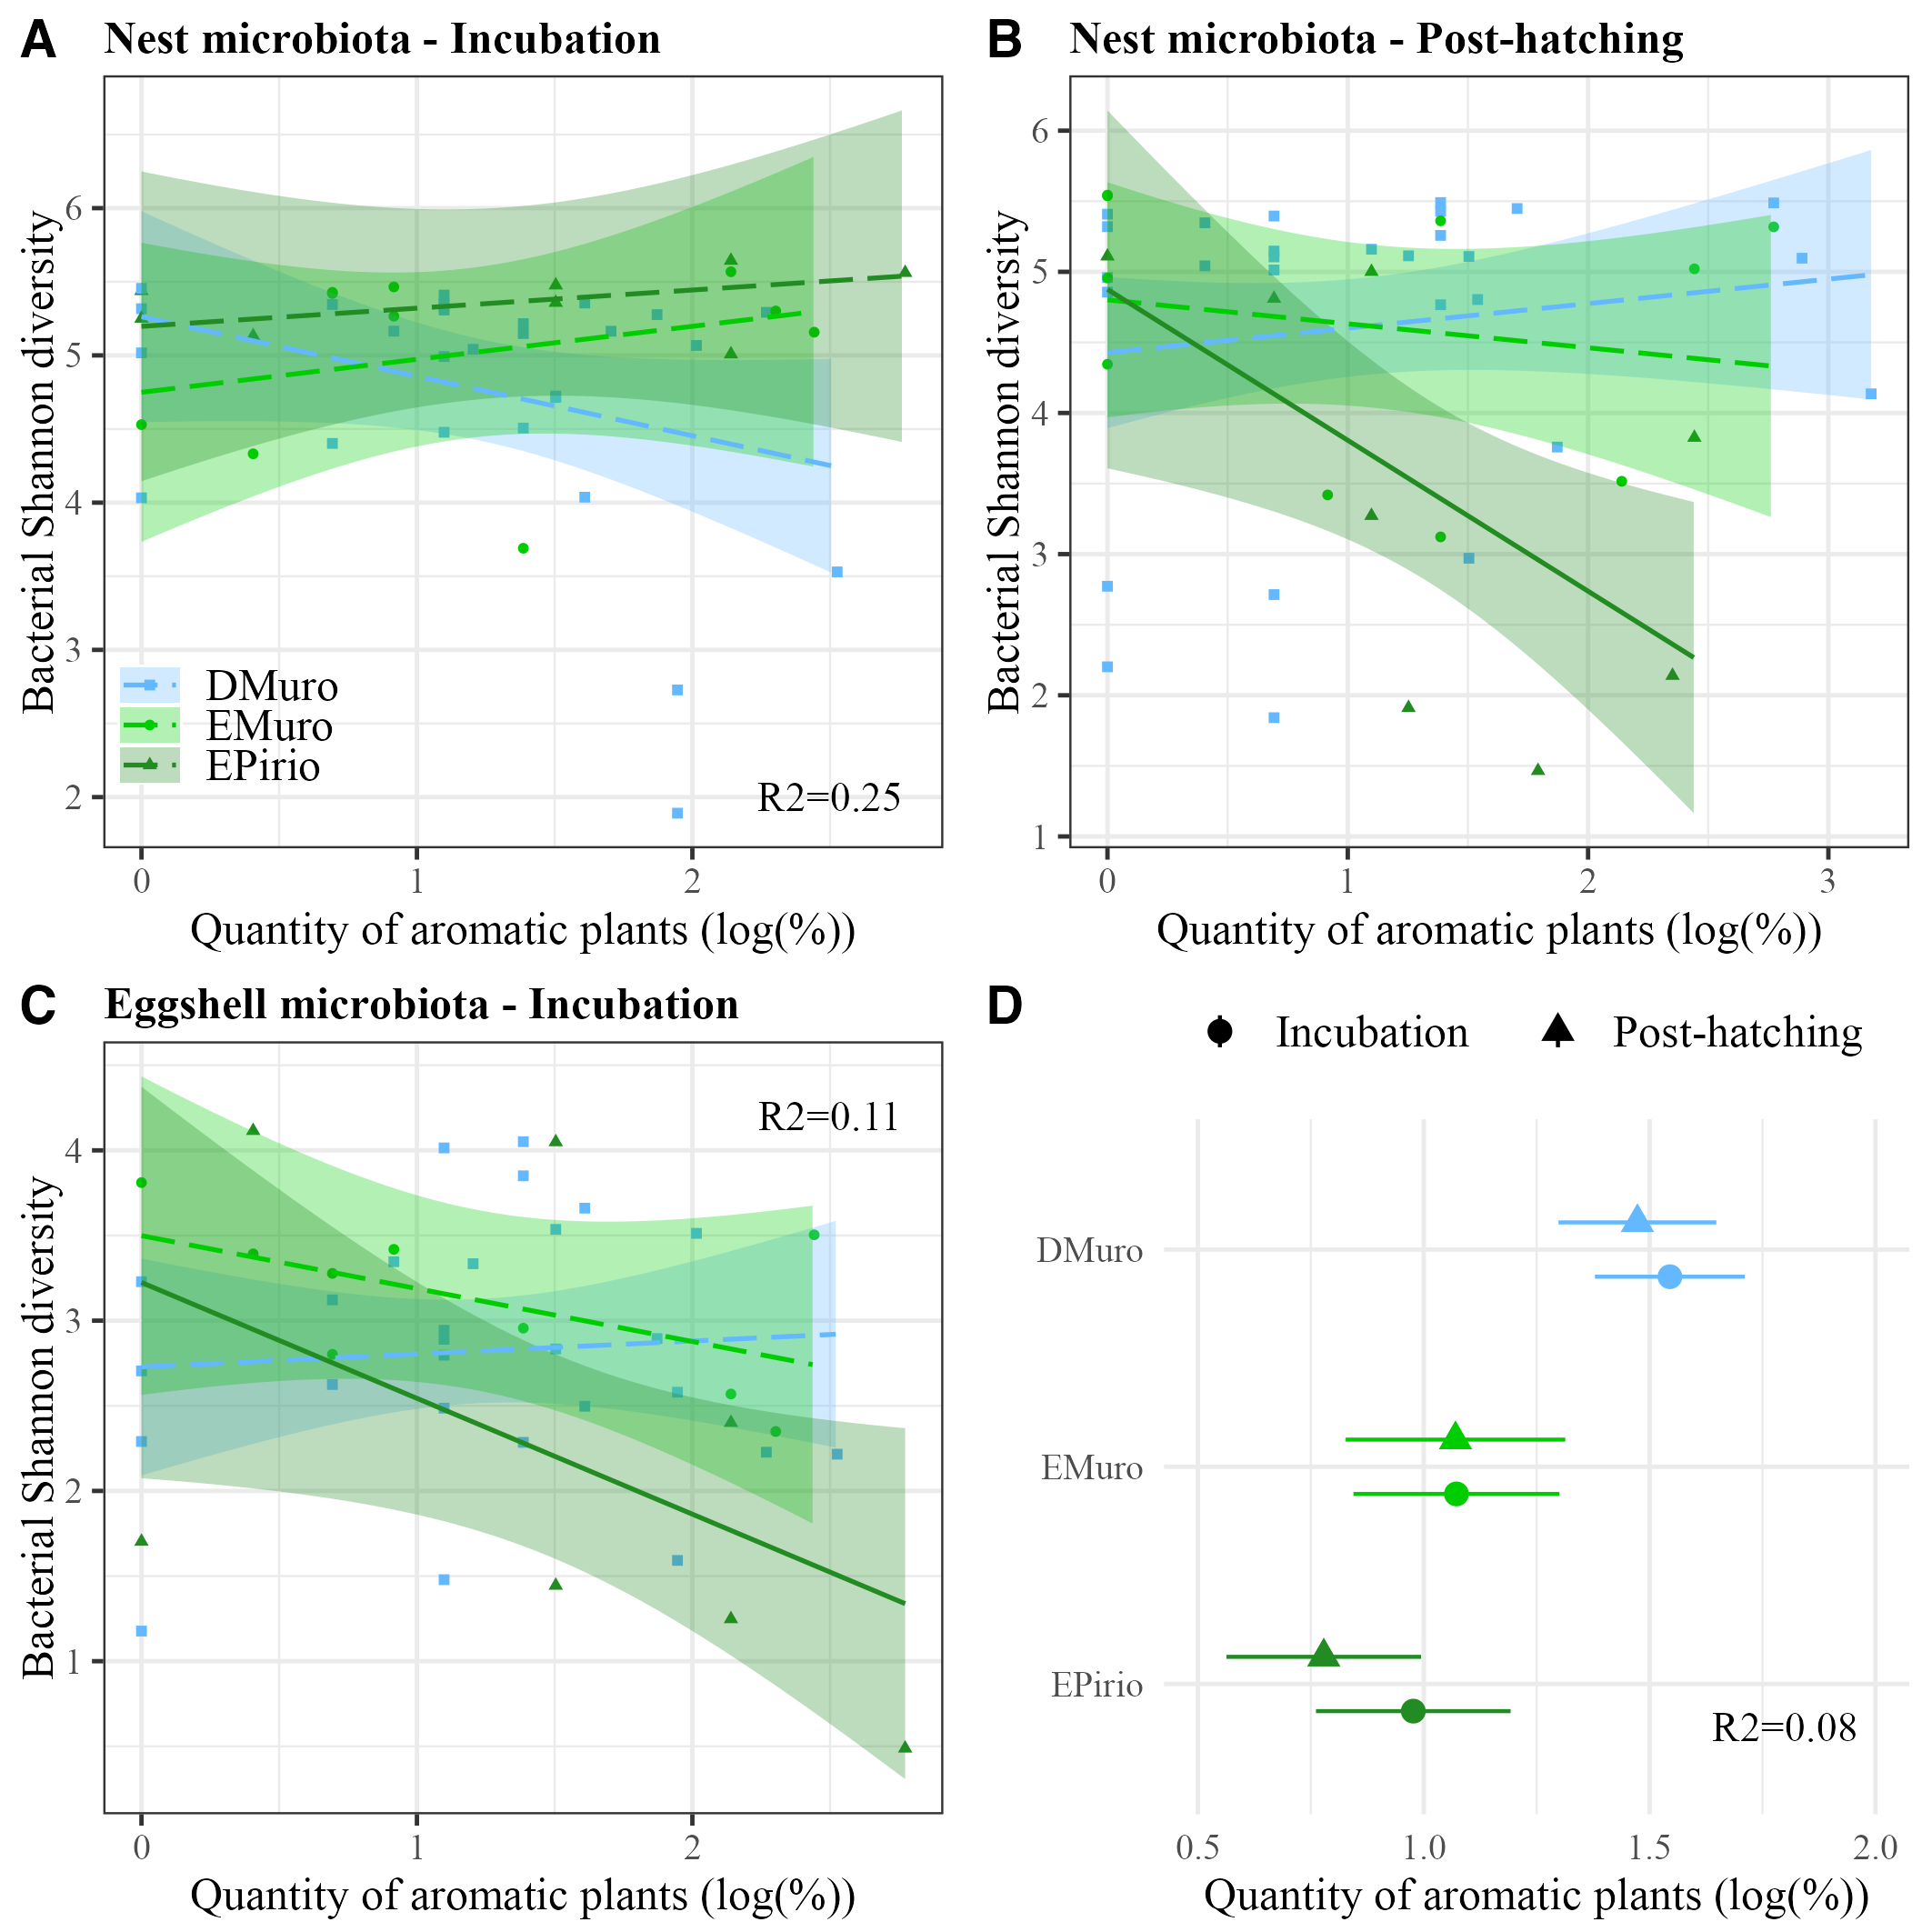 A Nest microbiota - Incubation
Bacterial Shannon diversity
6
5
4
3
2
DMuro
EMuro
EPirio
R2=0.25
0 1 2
Quantity of aromatic plants (log(%))
B Nest microbiota - Post-hatching
Bacterial Shannon diversity
6
5
4
3
2
1
0 1 2 3
Quantity of aromatic plants (log(%))
C Eggshell microbiota - Incubation
Bacterial Shannon diversity
R2=0.11
4
3
2
1
0 1 2
Quantity of aromatic plants (log(%))
D
Incubation Post-hatching
DMuro
EMuro
EPirio
R2=0.08
0.5 1.0 1.5 2.0
Quantity of aromatic plants (log(%))